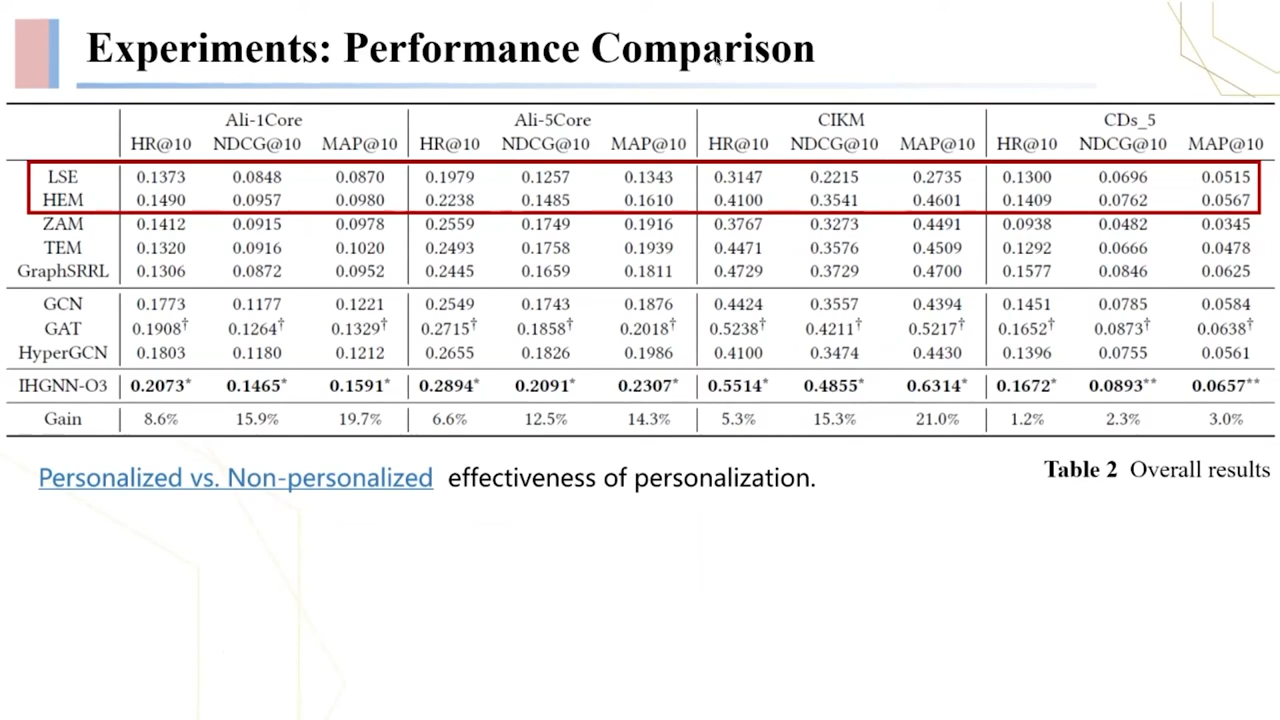 Experiments: Performance Comparison
Ali-1Core Ali-5Core CIKM CDs_5
HR@10 NDCG@10 MAP@10 HR@10 NDCG@10 MAP@10 HR@10 NDCG@10 MAP@10 HR@10 NDCG@10 MAP@10
LSE 0.1373 0.0848 0.0870 0.1979 0.1257 0.1343 0.3147 0.2215 0.2735 0.1300 0.0696 0.0515
HEM 0.1490 0.0957 0.0980 0.2238 0.1485 0.1610 0.4100 0.3541 0.4601 0.1409 0.0762 0.0567
ZAM 0.1412 0.0915 0.0978 0.2559 0.1749 0.1916 0.3767 0.3273 0.4491 0.0938 0.0482 0.0345
TEM 0.1320 0.0916 0.1020 0.2493 0.1758 0.1939 0.4471 0.3576 0.4509 0.1292 0.0666 0.0478
GraphSRRL 0.1306 0.0872 0.0952 0.2445 0.1659 0.1811 0.4729 0.3729 0.4700 0.1577 0.0846 0.0625
GCN 0.1773 0.1177 0.1221 0.2549 0.1743 0.1876 0.4424 0.3557 0.4394 0.1451 0.0785 0.0584
GAT 0.1908† 0.1264† 0.1329† 0.2715† 0.1858† 0.2018† 0.5238† 0.4211† 0.5217† 0.1652† 0.0873† 0.0638†
HyperGCN 0.1803 0.1180 0.1212 0.2655 0.1826 0.1986 0.4100 0.3474 0.4430 0.1396 0.0755 0.0561
IHGNN-O3 0.2073* 0.1465* 0.1591* 0.2894* 0.2091* 0.2307* 0.5514* 0.4855* 0.6314* 0.1672* 0.0893** 0.0657**
Gain 8.6% 15.9% 19.7% 6.6% 12.5% 14.3% 5.3% 15.3% 21.0% 1.2% 2.3% 3.0%
Table 2 Overall results
Personalized vs. Non-personalized effectiveness of personalization.